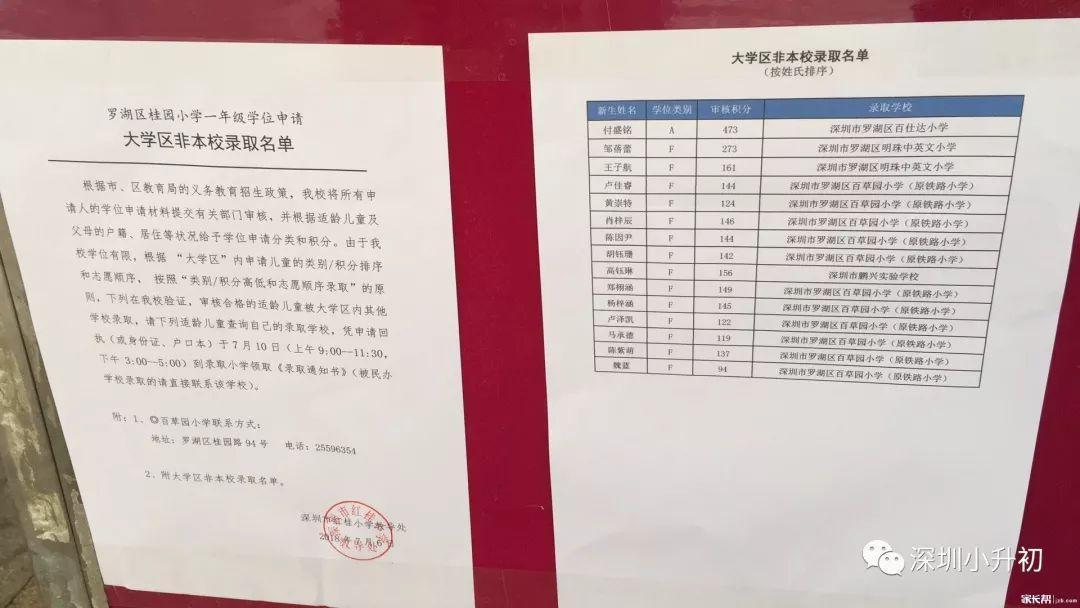 罗湖区桂园小学一年级学位申请
大学区非本校录取名单
根据市、区教育局的义务教育招生政策，我校将所有申
请人的学位申请材料提交有关部门审核，并根据适龄儿童及
父母的户籍、居住等状况给予学位申请分类和积分。由于我
校学位有限，根据“大学区”内申请儿童的类别/积分排序
和志愿顺序，按照“类别/积分高低和志愿顺序录取”的原
则，下列在我校验证，审核合格的适龄儿童被大学区内其他
学校录取，请下列适龄儿童查询自己的录取学校，凭申请回
执（或身份证、户口本）于7月10日（上午9:00--11:30，
下午 3:00--5:00）到录取小学领取《录取通知书》（被民办
学校录取的请直接联系该学校）。
附：1、◎百草园小学联系方式：
地址：罗湖区桂园路94号 电话：25596354
2、附大学区非本校录取名单。
深圳市红桂小学教导处
2018年7月6日
大学区非本校录取名单
（按姓氏排序）
新生姓名 学位类别 审核积分 录取学校
付盛铭 A 473 深圳市罗湖区百仕达小学
邹蓓蕾 F 273 深圳市罗湖区明珠中英文小学
王子航 F 161 深圳市罗湖区明珠中英文小学
卢佳睿 F 144 深圳市罗湖区百草园小学（原铁路小学）
黄崇特 F 124 深圳市罗湖区百草园小学（原铁路小学）
肖梓辰 F 146 深圳市罗湖区百草园小学（原铁路小学）
陈因尹 F 144 深圳市罗湖区百草园小学（原铁路小学）
胡钰珊 F 142 深圳市罗湖区百草园小学（原铁路小学）
高钰琳 F 156 深圳市鹏兴实验学校
郑栩涵 F 149 深圳市罗湖区百草园小学（原铁路小学）
杨梓涵 F 145 深圳市罗湖区百草园小学（原铁路小学）
卢泽凯 F 122 深圳市罗湖区百草园小学（原铁路小学）
马承德 F 119 深圳市罗湖区百草园小学（原铁路小学）
陈紫萌 F 137 深圳市罗湖区百草园小学（原铁路小学）
魏蓝 F 94 深圳市罗湖区百草园小学（原铁路小学）
深圳小升初
家长帮 jzb.com